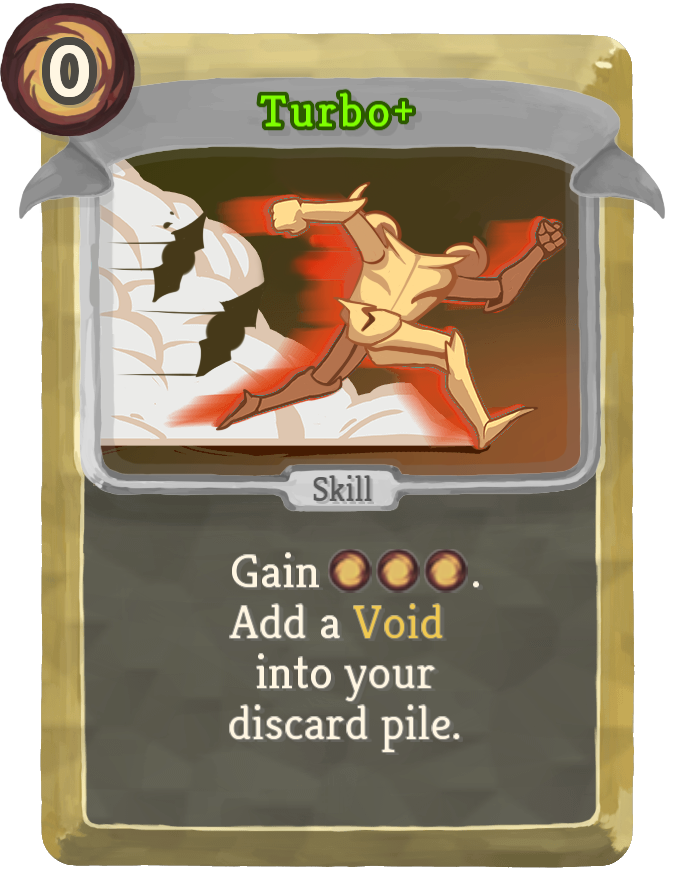 0
Turbo+
Skill
Gain .
Add a Void
into your
discard pile.